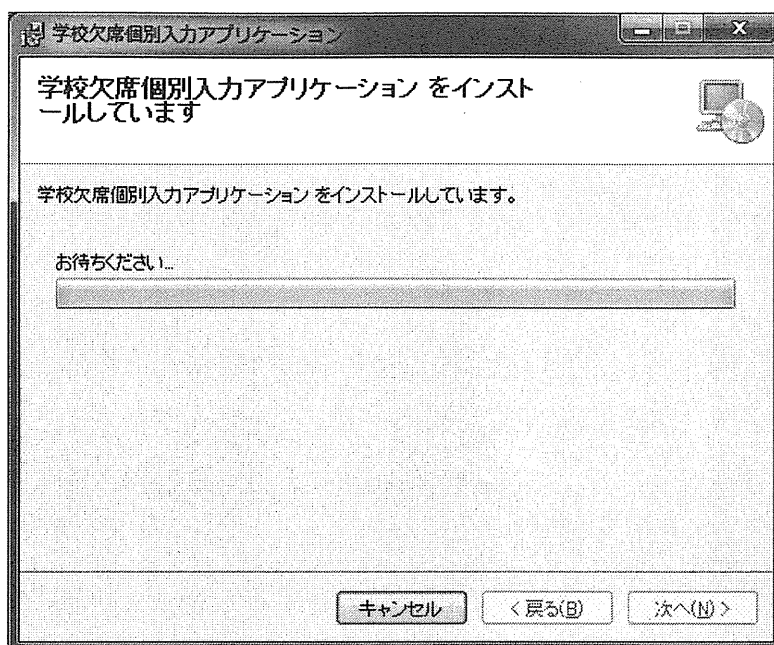 学校欠席個別入力アプリケーション
学校欠席個別入力アプリケーション をインスト
ールしています
学校欠席個別入力アプリケーション をインストールしています。
お待ちください...
キャンセル
< 戻る(B)
次へ(N) >